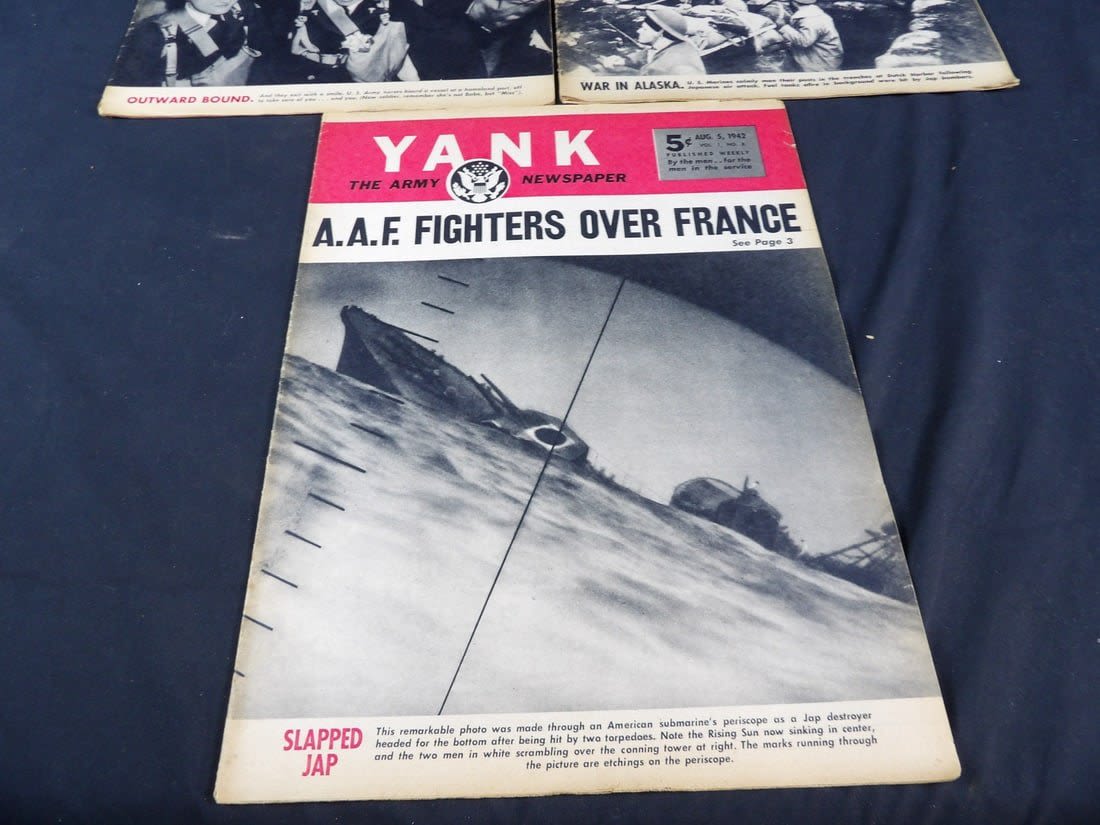 OUTWARD BOUND. And they exit with a smile. U. S. Army nurses board a vessel at a homeland port, off
to take care of you . . . and you. (Now soldier, remember she's not Babe, but "Miss").
WAR IN ALASKA. U. S. Marines calmly man their posts in the trenches at Dutch Harbor following
Japanese air attack. Fuel tanks afire in background were hit by Jap bombers.
YANK
THE ARMY NEWSPAPER
5¢ AUG. 5, 1942
VOL. 1, NO. 8
PUBLISHED WEEKLY
By the men . . for the
men in the service
A.A.F. FIGHTERS OVER FRANCE
See Page 3
SLAPPED
JAP
This remarkable photo was made through an American submarine's periscope as a Jap destroyer
headed for the bottom after being hit by two torpedoes. Note the Rising Sun now sinking in center,
and the two men in white scrambling over the conning tower at right. The marks running through
the picture are etchings on the periscope.